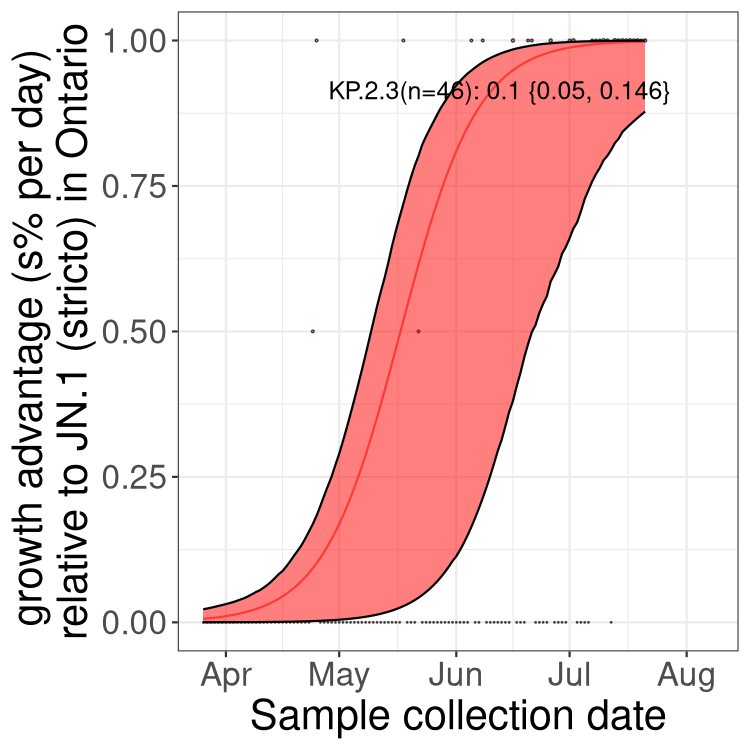 growth advantage (s% per day)
relative to JN.1 (stricto) in Ontario
1.00
0.75
0.50
0.25
0.00
KP.2.3(n=46): 0.1 {0.05, 0.146}
Apr May Jun Jul Aug
Sample collection date